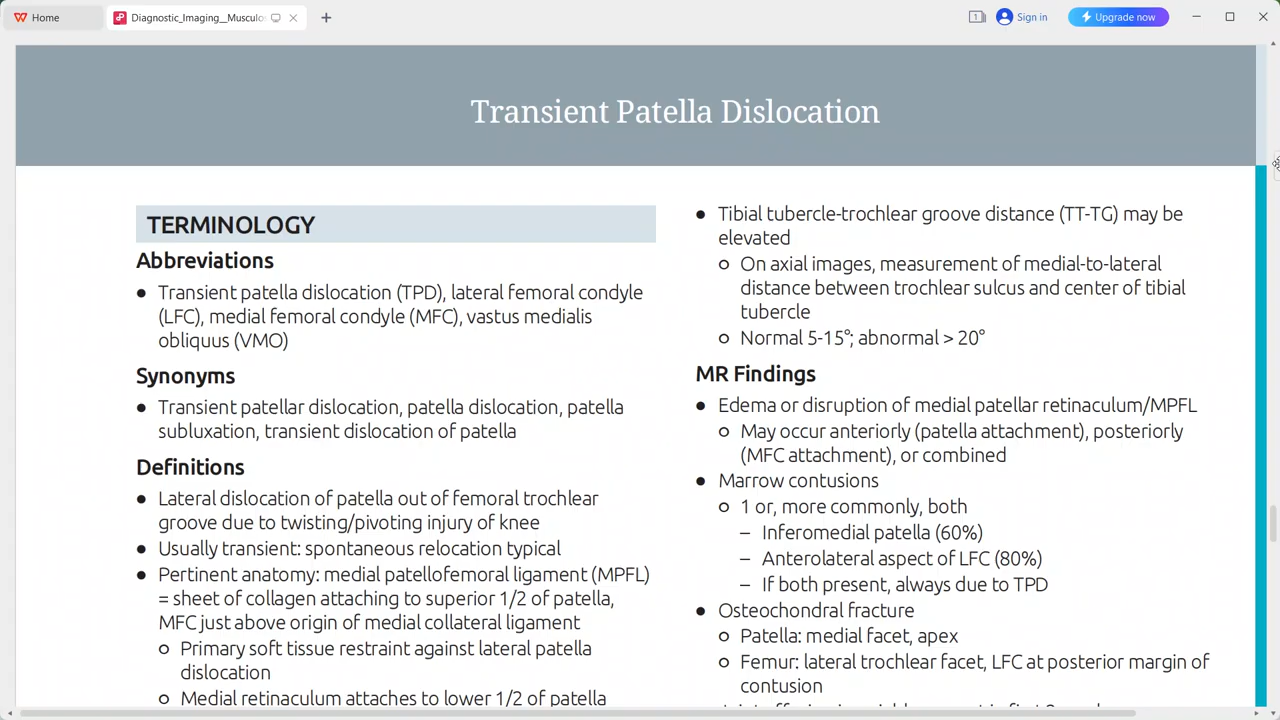 Home
Diagnostic_Imaging__Musculos
1
Sign in
Upgrade now
Transient Patella Dislocation
TERMINOLOGY
Abbreviations
● Transient patella dislocation (TPD), lateral femoral condyle
(LFC), medial femoral condyle (MFC), vastus medialis
obliquus (VMO)
Synonyms
● Transient patellar dislocation, patella dislocation, patella
subluxation, transient dislocation of patella
Definitions
● Lateral dislocation of patella out of femoral trochlear
groove due to twisting/pivoting injury of knee
● Usually transient: spontaneous relocation typical
● Pertinent anatomy: medial patellofemoral ligament (MPFL)
= sheet of collagen attaching to superior 1/2 of patella,
MFC just above origin of medial collateral ligament
○ Primary soft tissue restraint against lateral patella
dislocation
○ Medial retinaculum attaches to lower 1/2 of patella
● Tibial tubercle-trochlear groove distance (TT-TG) may be
elevated
○ On axial images, measurement of medial-to-lateral
distance between trochlear sulcus and center of tibial
tubercle
○ Normal 5-15°; abnormal > 20°
MR Findings
● Edema or disruption of medial patellar retinaculum/MPFL
○ May occur anteriorly (patella attachment), posteriorly
(MFC attachment), or combined
● Marrow contusions
○ 1 or, more commonly, both
– Inferomedial patella (60%)
– Anterolateral aspect of LFC (80%)
– If both present, always due to TPD
● Osteochondral fracture
○ Patella: medial facet, apex
○ Femur: lateral trochlear facet, LFC at posterior margin of
contusion